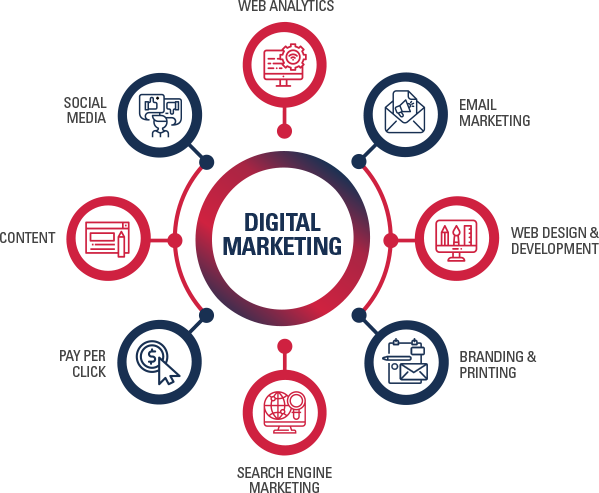 WEB ANALYTICS
SOCIAL
MEDIA
EMAIL
MARKETING
CONTENT
DIGITAL
MARKETING
WEB DESIGN &
DEVELOPMENT
PAY PER
CLICK
$
BRANDING &
PRINTING
SEARCH ENGINE
MARKETING